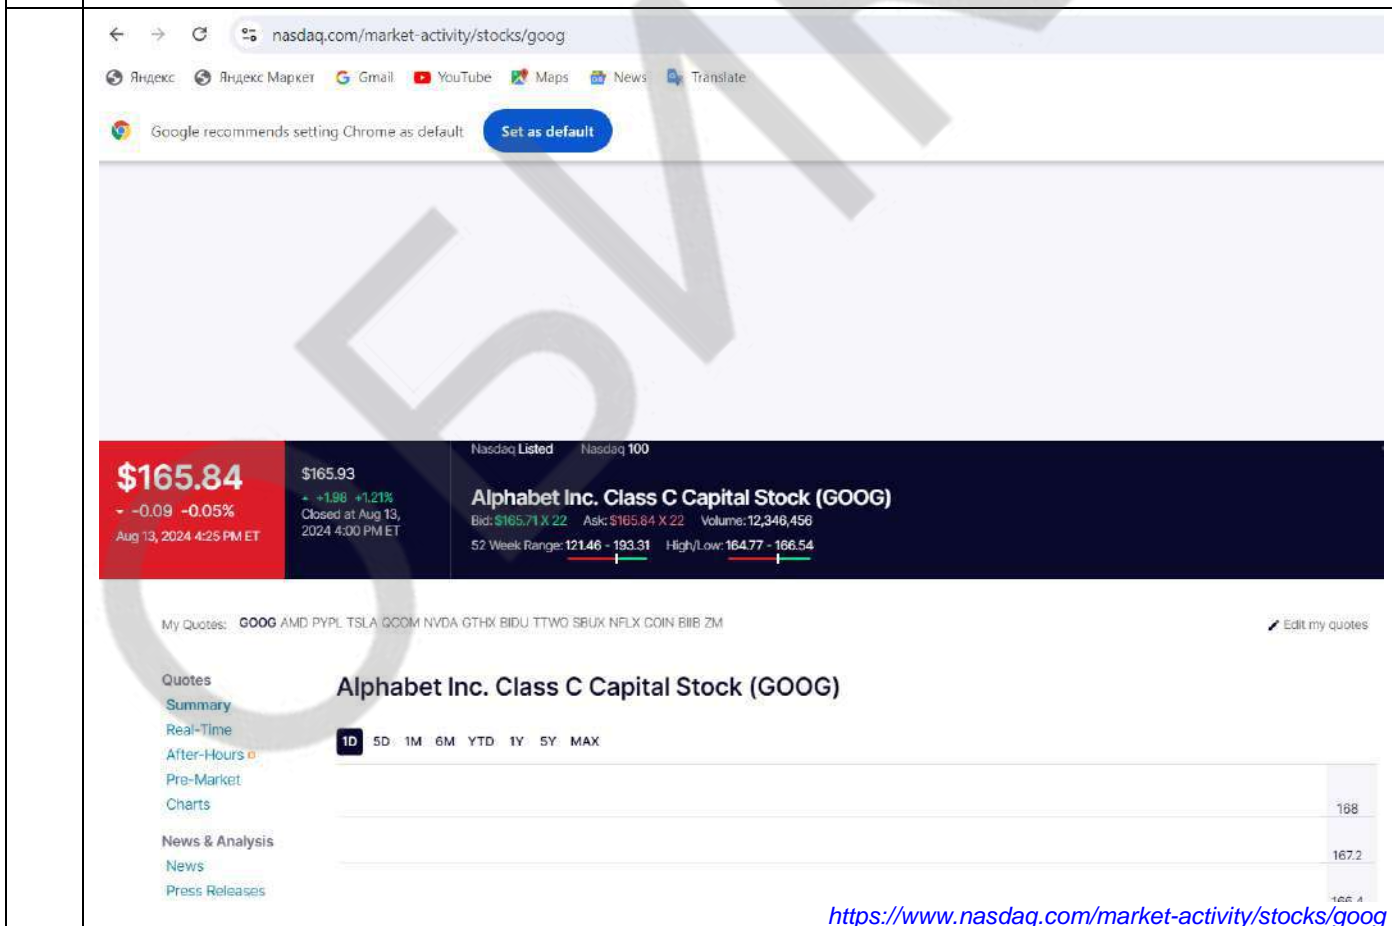 nasdaq.com/market-activity/stocks/goog
Яндекс Яндекс Маркет Gmail YouTube Maps News Translate
Google recommends setting Chrome as default Set as default
Nasdaq Listed Nasdaq 100
$165.84
-0.09 -0.05%
Aug 13, 2024 4:25 PM ET
$165.93
+1.98 +1.21%
Closed at Aug 13,
2024 4:00 PM ET
Alphabet Inc. Class C Capital Stock (GOOG)
Bid: $165.71 X 22 Ask: $165.84 X 22 Volume: 12,346,456
52 Week Range: 121.46 - 193.31 High/Low: 164.77 - 166.54
My Quotes: GOOG AMD PYPL TSLA QCOM NVDA GTHX BIDU TTWO SBUX NFLX COIN BIIB ZM
Edit my quotes
Quotes
Summary
Real-Time
After-Hours
Pre-Market
Charts
News & Analysis
News
Press Releases
Alphabet Inc. Class C Capital Stock (GOOG)
1D 5D 1M 6M YTD 1Y 5Y MAX
168
167.2
166.4
https://www.nasdaq.com/market-activity/stocks/goog